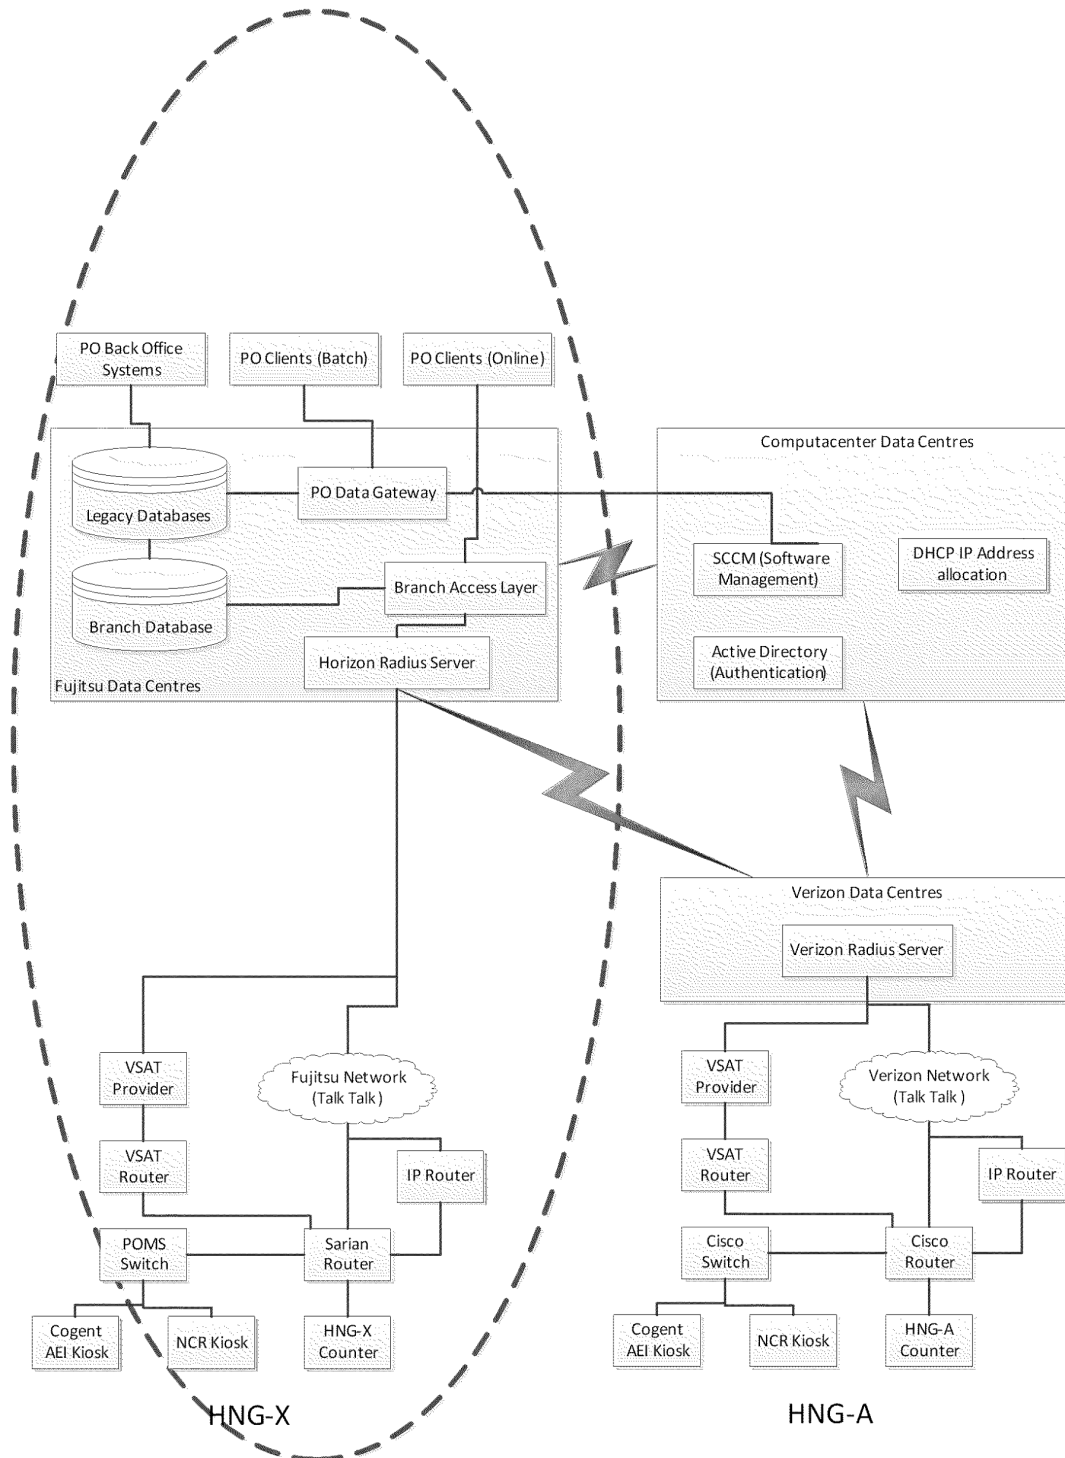 PO Back Office
Systems
PO Clients (Batch)
PO Clients (Online)
Computacenter Data Centres
Legacy Databases
PO Data Gateway
SCCM (Software
Management)
DHCP IP Address
allocation
Branch Access Layer
Branch Database
Horizon Radius Server
Active Directory
(Authentication)
Fujitsu Data Centres
Verizon Data Centres
Verizon Radius Server
VSAT
Provider
Fujitsu Network
(Talk Talk)
VSAT
Provider
Verizon Network
(Talk Talk)
VSAT
Router
IP Router
VSAT
Router
IP Router
POMS
Switch
Sarian
Router
Cisco
Switch
Cisco
Router
Cogent
AEI Kiosk
NCR Kiosk
HNG-X
Counter
Cogent
AEI Kiosk
NCR Kiosk
HNG-A
Counter
HNG-X
HNG-A